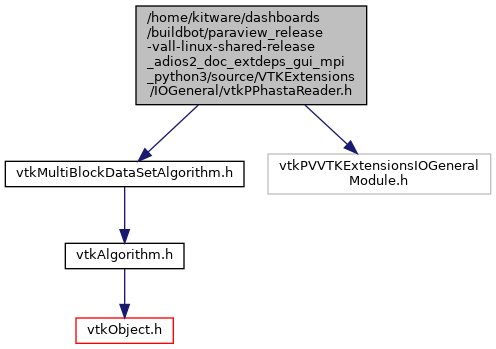 /home/kitware/dashboards
/buildbot/paraview_release
-vall-linux-shared-release
_adios2_doc_extdeps_gui_mpi
_python3/source/VTKExtensions
/IOGeneral/vtkPPhastaReader.h
vtkMultiBlockDataSetAlgorithm.h
vtkPVVTKExtensionsIOGeneral
Module.h
vtkAlgorithm.h
vtkObject.h